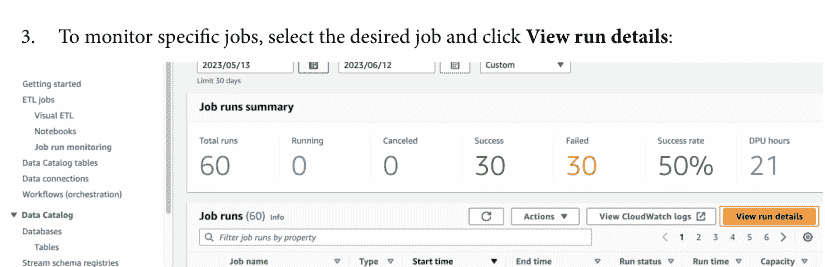 3. To monitor specific jobs, select the desired job and click View run details:
2023/05/13 2023/06/12 Custom
Limit 30 days
Getting started
ETL jobs
Visual ETL
Notebooks
Job run monitoring
Data Catalog tables
Data connections
Workflows (orchestration)
Data Catalog
Databases
Tables
Stream schema registries
Job runs summary
Total runs Running Canceled Success Failed Success rate DPU hours
60 0 0 30 30 50% 21
Job runs (60) Info Actions View CloudWatch logs View run details
Filter job runs by property 1 2 3 4 5 6
Job name Type Start time End time Run status Run time Capacity